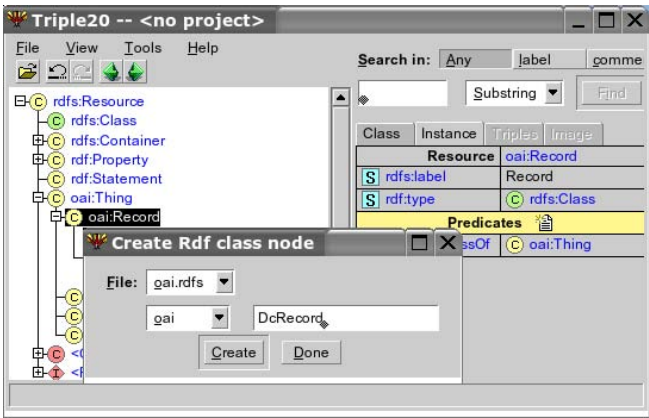 Triple20 -- <no project>
File View Tools Help
Search in: Any label comme
Substring Find
rdfs:Resource
rdfs:Class
rdfs:Container
rdf:Property
rdf:Statement
oai:Thing
oai:Record
Class Instance Triples Image
Resource oai:Record
S rdfs:label Record
S rdf:type C rdfs:Class
Predicates
ssOf C oai:Thing
Create Rdf class node
File: oai.rdfs
oai DcRecord
Create Done